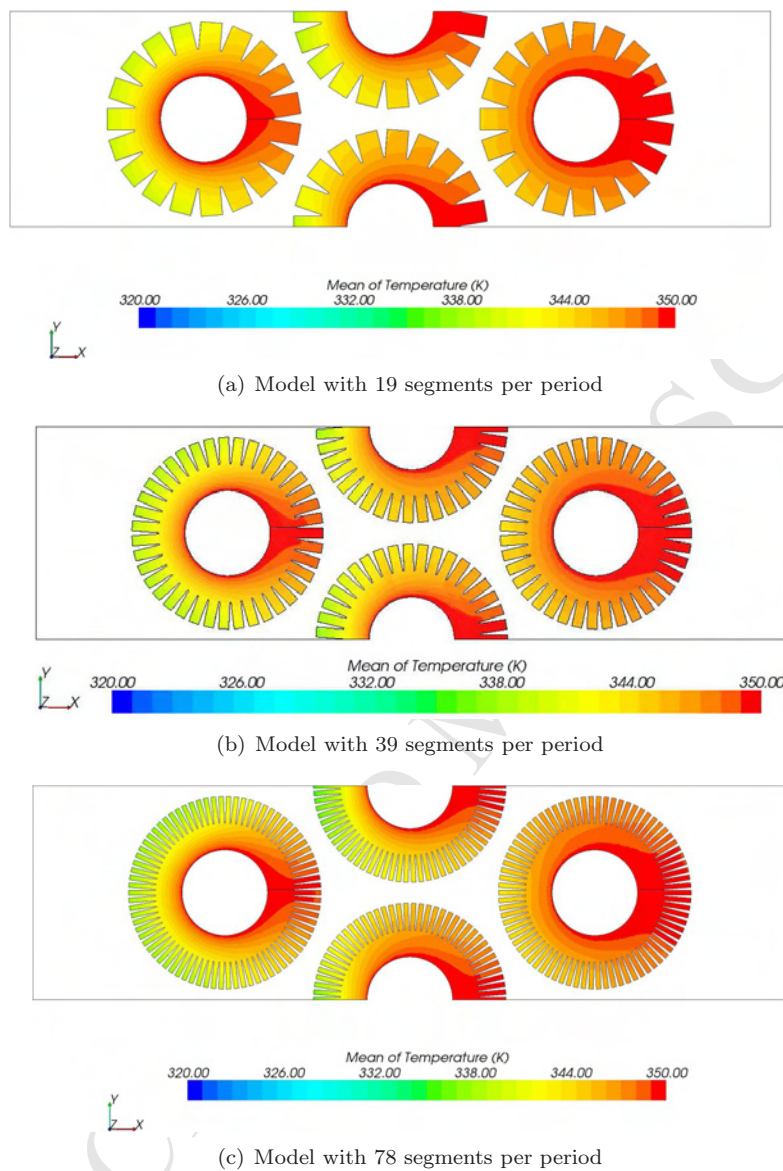 Mean of Temperature (K)
320.00 326.00 332.00 338.00 344.00 350.00
Y
Z X
(a) Model with 19 segments per period
Mean of Temperature (K)
320.00 326.00 332.00 338.00 344.00 350.00
Y
Z X
(b) Model with 39 segments per period
Mean of Temperature (K)
320.00 326.00 332.00 338.00 344.00 350.00
Y
Z X
(c) Model with 78 segments per period